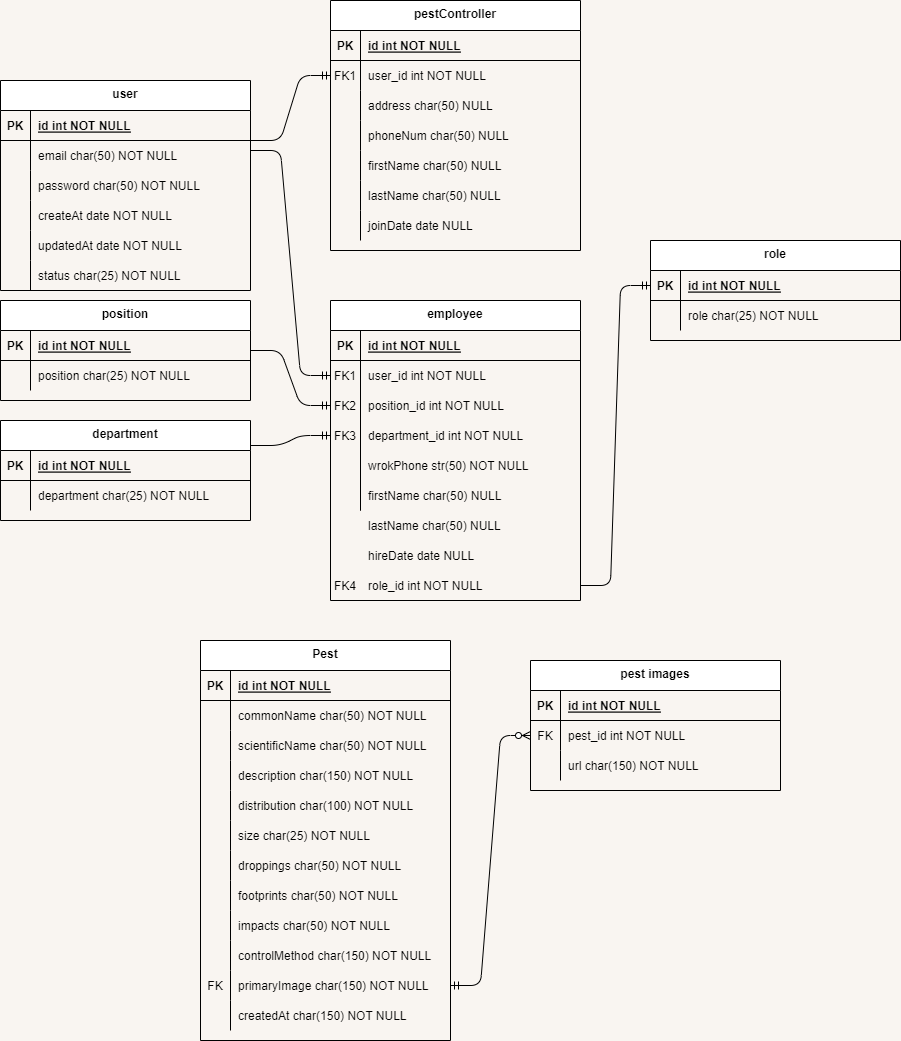 pestController
PK id int NOT NULL
FK1 user_id int NOT NULL
address char(50) NULL
phoneNum char(50) NULL
firstName char(50) NULL
lastName char(50) NULL
joinDate date NULL
user
PK id int NOT NULL
email char(50) NOT NULL
password char(50) NOT NULL
createAt date NOT NULL
updatedAt date NOT NULL
status char(25) NOT NULL
role
PK id int NOT NULL
role char(25) NOT NULL
position
PK id int NOT NULL
position char(25) NOT NULL
department
PK id int NOT NULL
department char(25) NOT NULL
employee
PK id int NOT NULL
FK1 user_id int NOT NULL
FK2 position_id int NOT NULL
FK3 department_id int NOT NULL
wrokPhone str(50) NOT NULL
firstName char(50) NULL
lastName char(50) NULL
hireDate date NULL
FK4 role_id int NOT NULL
Pest
PK id int NOT NULL
commonName char(50) NOT NULL
scientificName char(50) NOT NULL
description char(150) NOT NULL
distribution char(100) NOT NULL
size char(25) NOT NULL
droppings char(50) NOT NULL
footprints char(50) NOT NULL
impacts char(50) NOT NULL
controlMethod char(150) NOT NULL
FK primaryImage char(150) NOT NULL
createdAt char(150) NOT NULL
pest images
PK id int NOT NULL
FK pest_id int NOT NULL
url char(150) NOT NULL